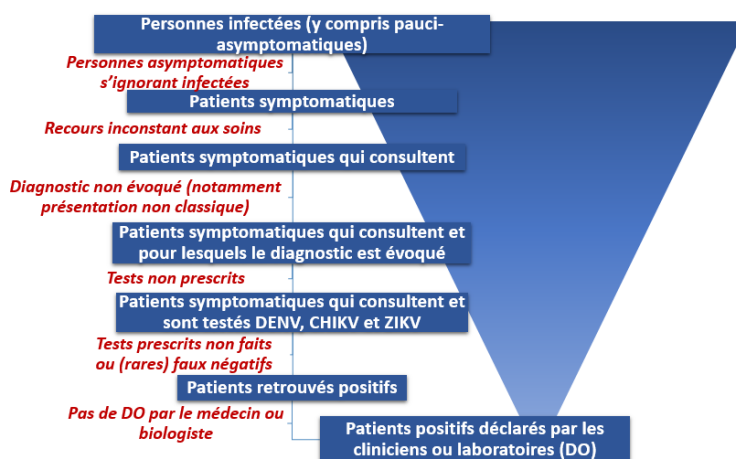 Personnes infectées (y compris pauci-
asymptomatiques)
Personnes asymptomatiques
s'ignorant infectées
Patients symptomatiques
Recours inconstant aux soins
Patients symptomatiques qui consultent
Diagnostic non évoqué (notamment
présentation non classique)
Patients symptomatiques qui consultent et
pour lesquels le diagnostic est évoqué
Tests non prescrits
Patients symptomatiques qui consultent et
sont testés DENV, CHIKV et ZIKV
Tests prescrits non faits
ou (rares) faux négatifs
Patients retrouvés positifs
Pas de DO par le médecin ou
biologiste
Patients positifs déclarés par les
cliniciens ou laboratoires (DO)